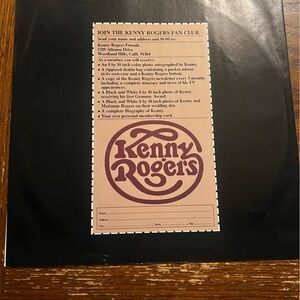 JOIN THE KENNY ROGERS FAN CLUB.
Send your name and address and $6.00 to:
Kenny Rogers Friends
Woodland Hills, Calif. 91364
As a member you will receive:
• An 8 by 10 inch color photo autographed by Kenny.
• A zippered denim bag containing a pocket mirror
in its own case and a Kenny Rogers button.
• A copy of the Kenny Rogers newsletter every 3 months
including a complete itinerary and news of his TV
appearances.
• A Black and White 8 by 10 inch photo of Kenny
receiving his first Grammy Award.
• A Black and White 8 by 10 inch photo of Kenny and
Marianne Rogers on their wedding day.
• A complete Biography of Kenny.
• Your own personal membership card.
Kenny
Rogers
Name
Address
City State Zip